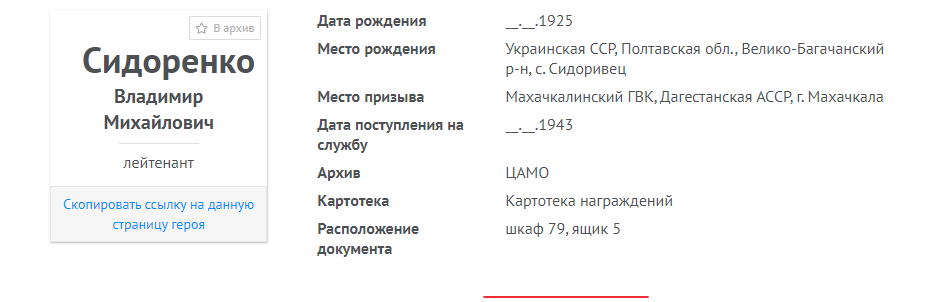 В архив
Сидоренко
Владимир
Михайлович
лейтенант
Скопировать ссылку на данную
страницу героя
Дата рождения __.__.1925
Место рождения Украинская ССР, Полтавская обл., Велико-Багачанский
р-н, с. Сидоривец
Место призыва Махачкалинский ГВК, Дагестанская АССР, г. Махачкала
Дата поступления на __.__.1943
службу
Архив ЦАМО
Картотека Картотека награждений
Расположение шкаф 79, ящик 5
документа